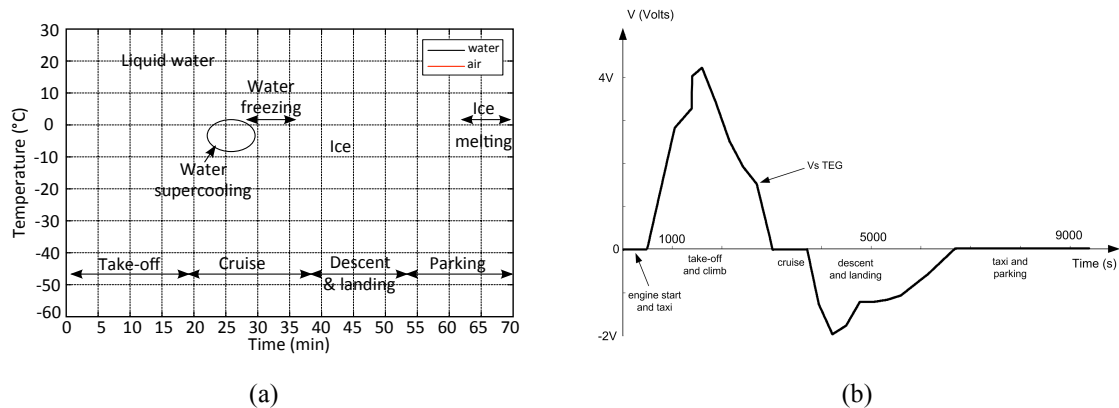 30
20
10
0
-10
-20
-30
-40
-50
-60
Temperature (°C)
Liquid water
water
air
Water
freezing
Ice
melting
Ice
Water
supercooling
Take-off
Cruise
Descent
& landing
Parking
0 5 10 15 20 25 30 35 40 45 50 55 60 65 70
Time (min)
(a)
V (Volts)
4V
Vs TEG
0
1000
5000
9000
Time (s)
engine start
and taxi
take-off
and climb
cruise
descent
and landing
taxi and
parking
-2V
(b)